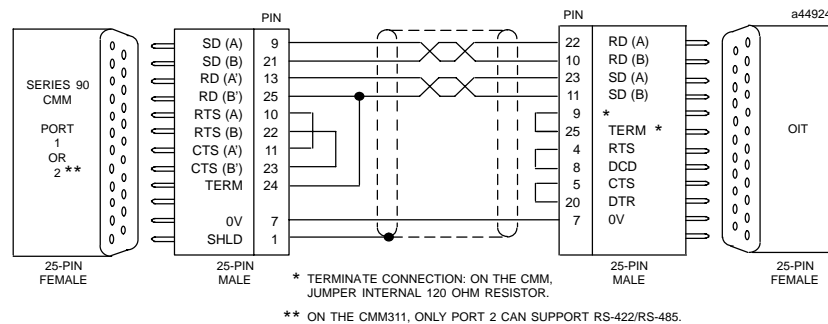 a44924
PIN
PIN
SERIES 90
CMM
PORT
1
OR
2 **
SD (A) 9
SD (B) 21
RD (A') 13
RD (B') 25
RTS (A) 10
RTS (B) 22
CTS (A') 11
CTS (B') 23
TERM 24
0V 7
SHLD 1
22 RD (A)
10 RD (B)
23 SD (A)
11 SD (B)
9 *
25 TERM *
4 RTS
8 DCD
5 CTS
20 DTR
7 0V
OIT
25-PIN
FEMALE
25-PIN
MALE
25-PIN
MALE
25-PIN
FEMALE
* TERMINATE CONNECTION: ON THE CMM,
JUMPER INTERNAL 120 OHM RESISTOR.
** ON THE CMM311, ONLY PORT 2 CAN SUPPORT RS-422/RS-485.